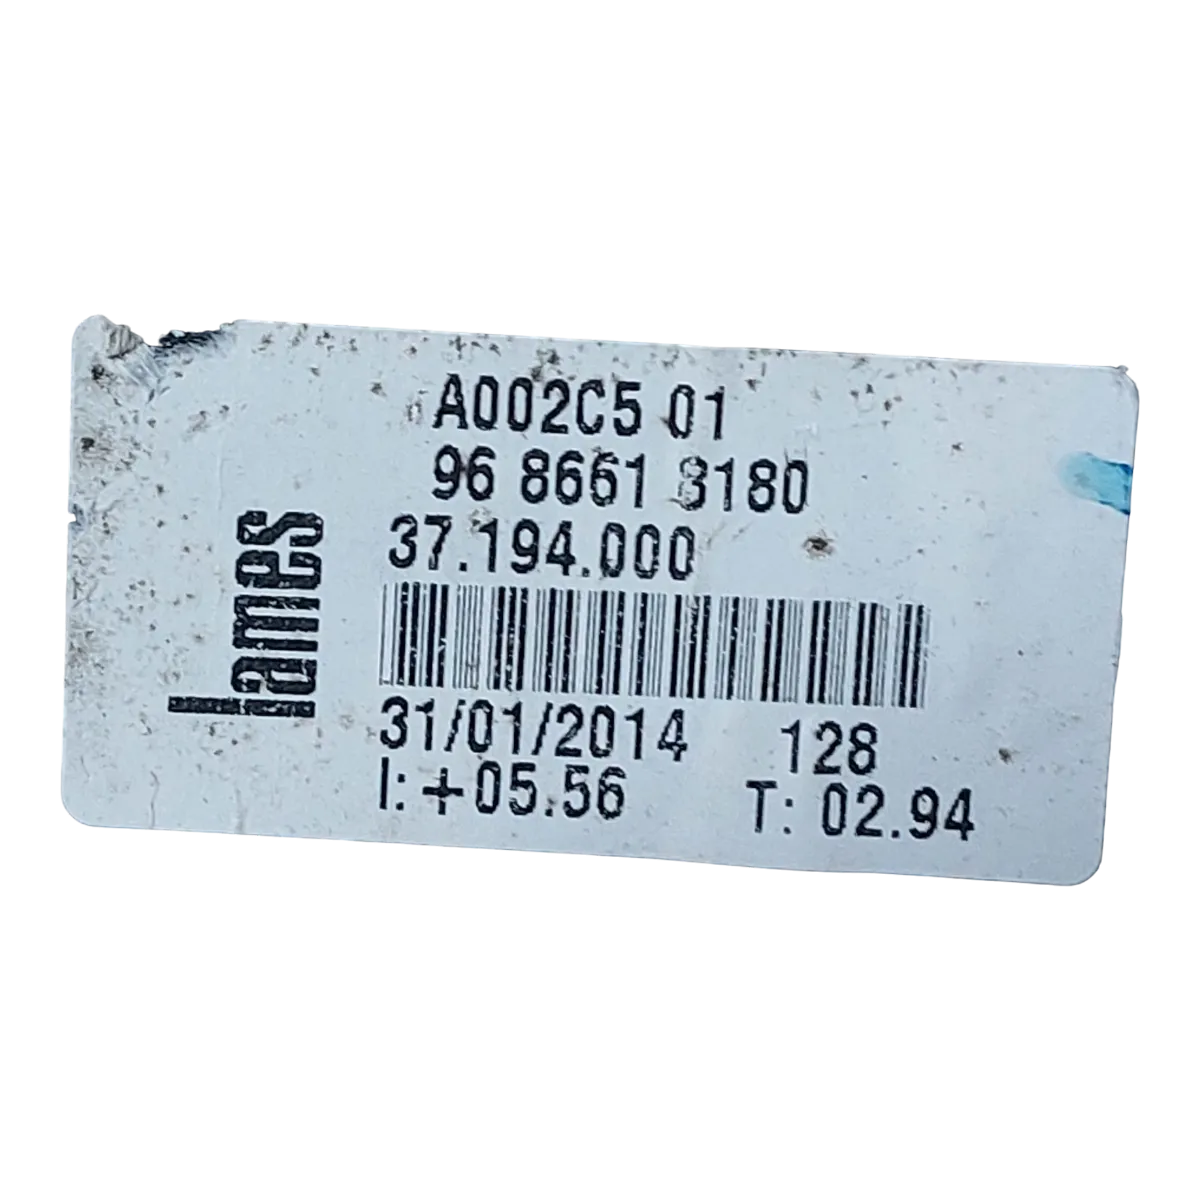 A002C5 01
96 8661 3180
37.194.000
lames
31/01/2014 128
I: +05.56 T: 02.94